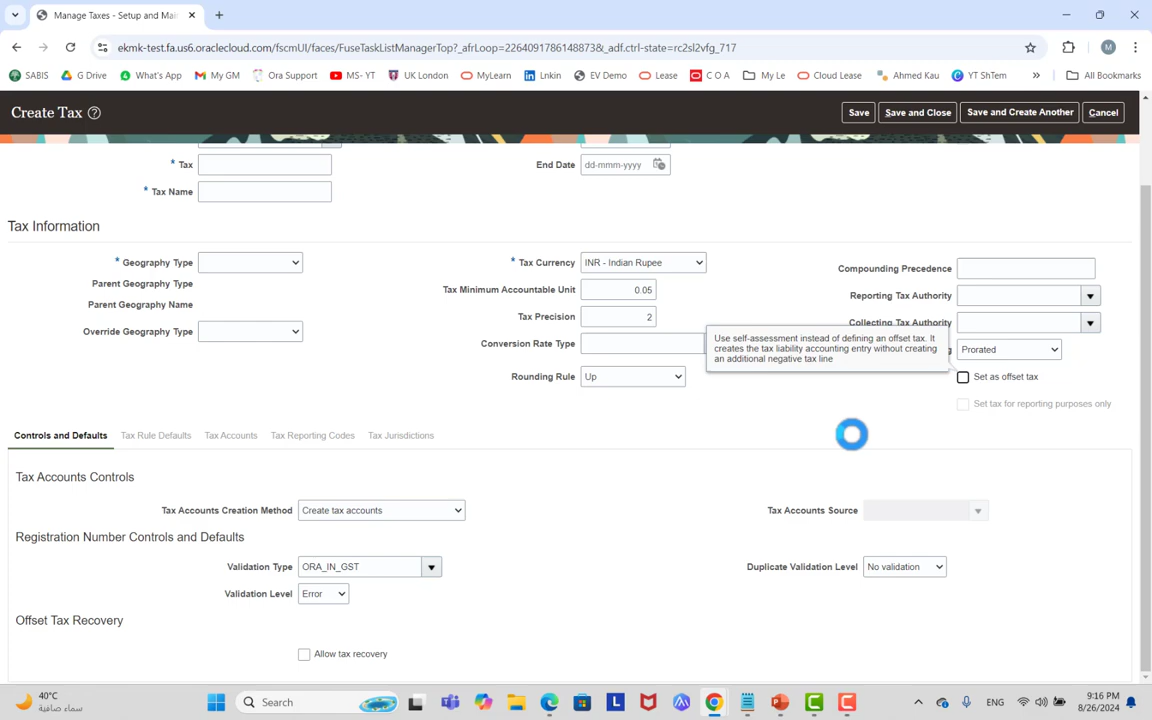 Manage Taxes - Setup and Mai
ekmk-test.fa.us6.oraclecloud.com/fscmUI/faces/FuseTaskListManagerTop?_afrLoop=226409178614887​3&_adf.ctrl-state=rc2sl2vfg_717
M
SABIS G Drive What's App My GM Ora Support MS- YT UK London MyLearn Lnkin EV Demo Lease C O A My Le Cloud Lease Ahmed Kau YT ShTem » All Bookmarks
Create Tax ?
Save Save and Close Save and Create Another Cancel
* Tax End Date dd-mmm-yyyy
* Tax Name
Tax Information
* Geography Type * Tax Currency INR - Indian Rupee Compounding Precedence
Parent Geography Type Tax Minimum Accountable Unit 0.05 Reporting Tax Authority
Parent Geography Name Tax Precision 2 Collecting Tax Authority
Override Geography Type Conversion Rate Type Prorated
Use self-assessment instead of defining an offset tax. It
creates the tax liability accounting entry without creating
an additional negative tax line
Rounding Rule Up Set as offset tax
Set tax for reporting purposes only
Controls and Defaults Tax Rule Defaults Tax Accounts Tax Reporting Codes Tax Jurisdictions
Tax Accounts Controls
Tax Accounts Creation Method Create tax accounts Tax Accounts Source
Registration Number Controls and Defaults
Validation Type ORA_IN_GST Duplicate Validation Level No validation
Validation Level Error
Offset Tax Recovery
Allow tax recovery
40°C
سماء صافية
Search
L
ENG
9:16 PM
8/26/2024